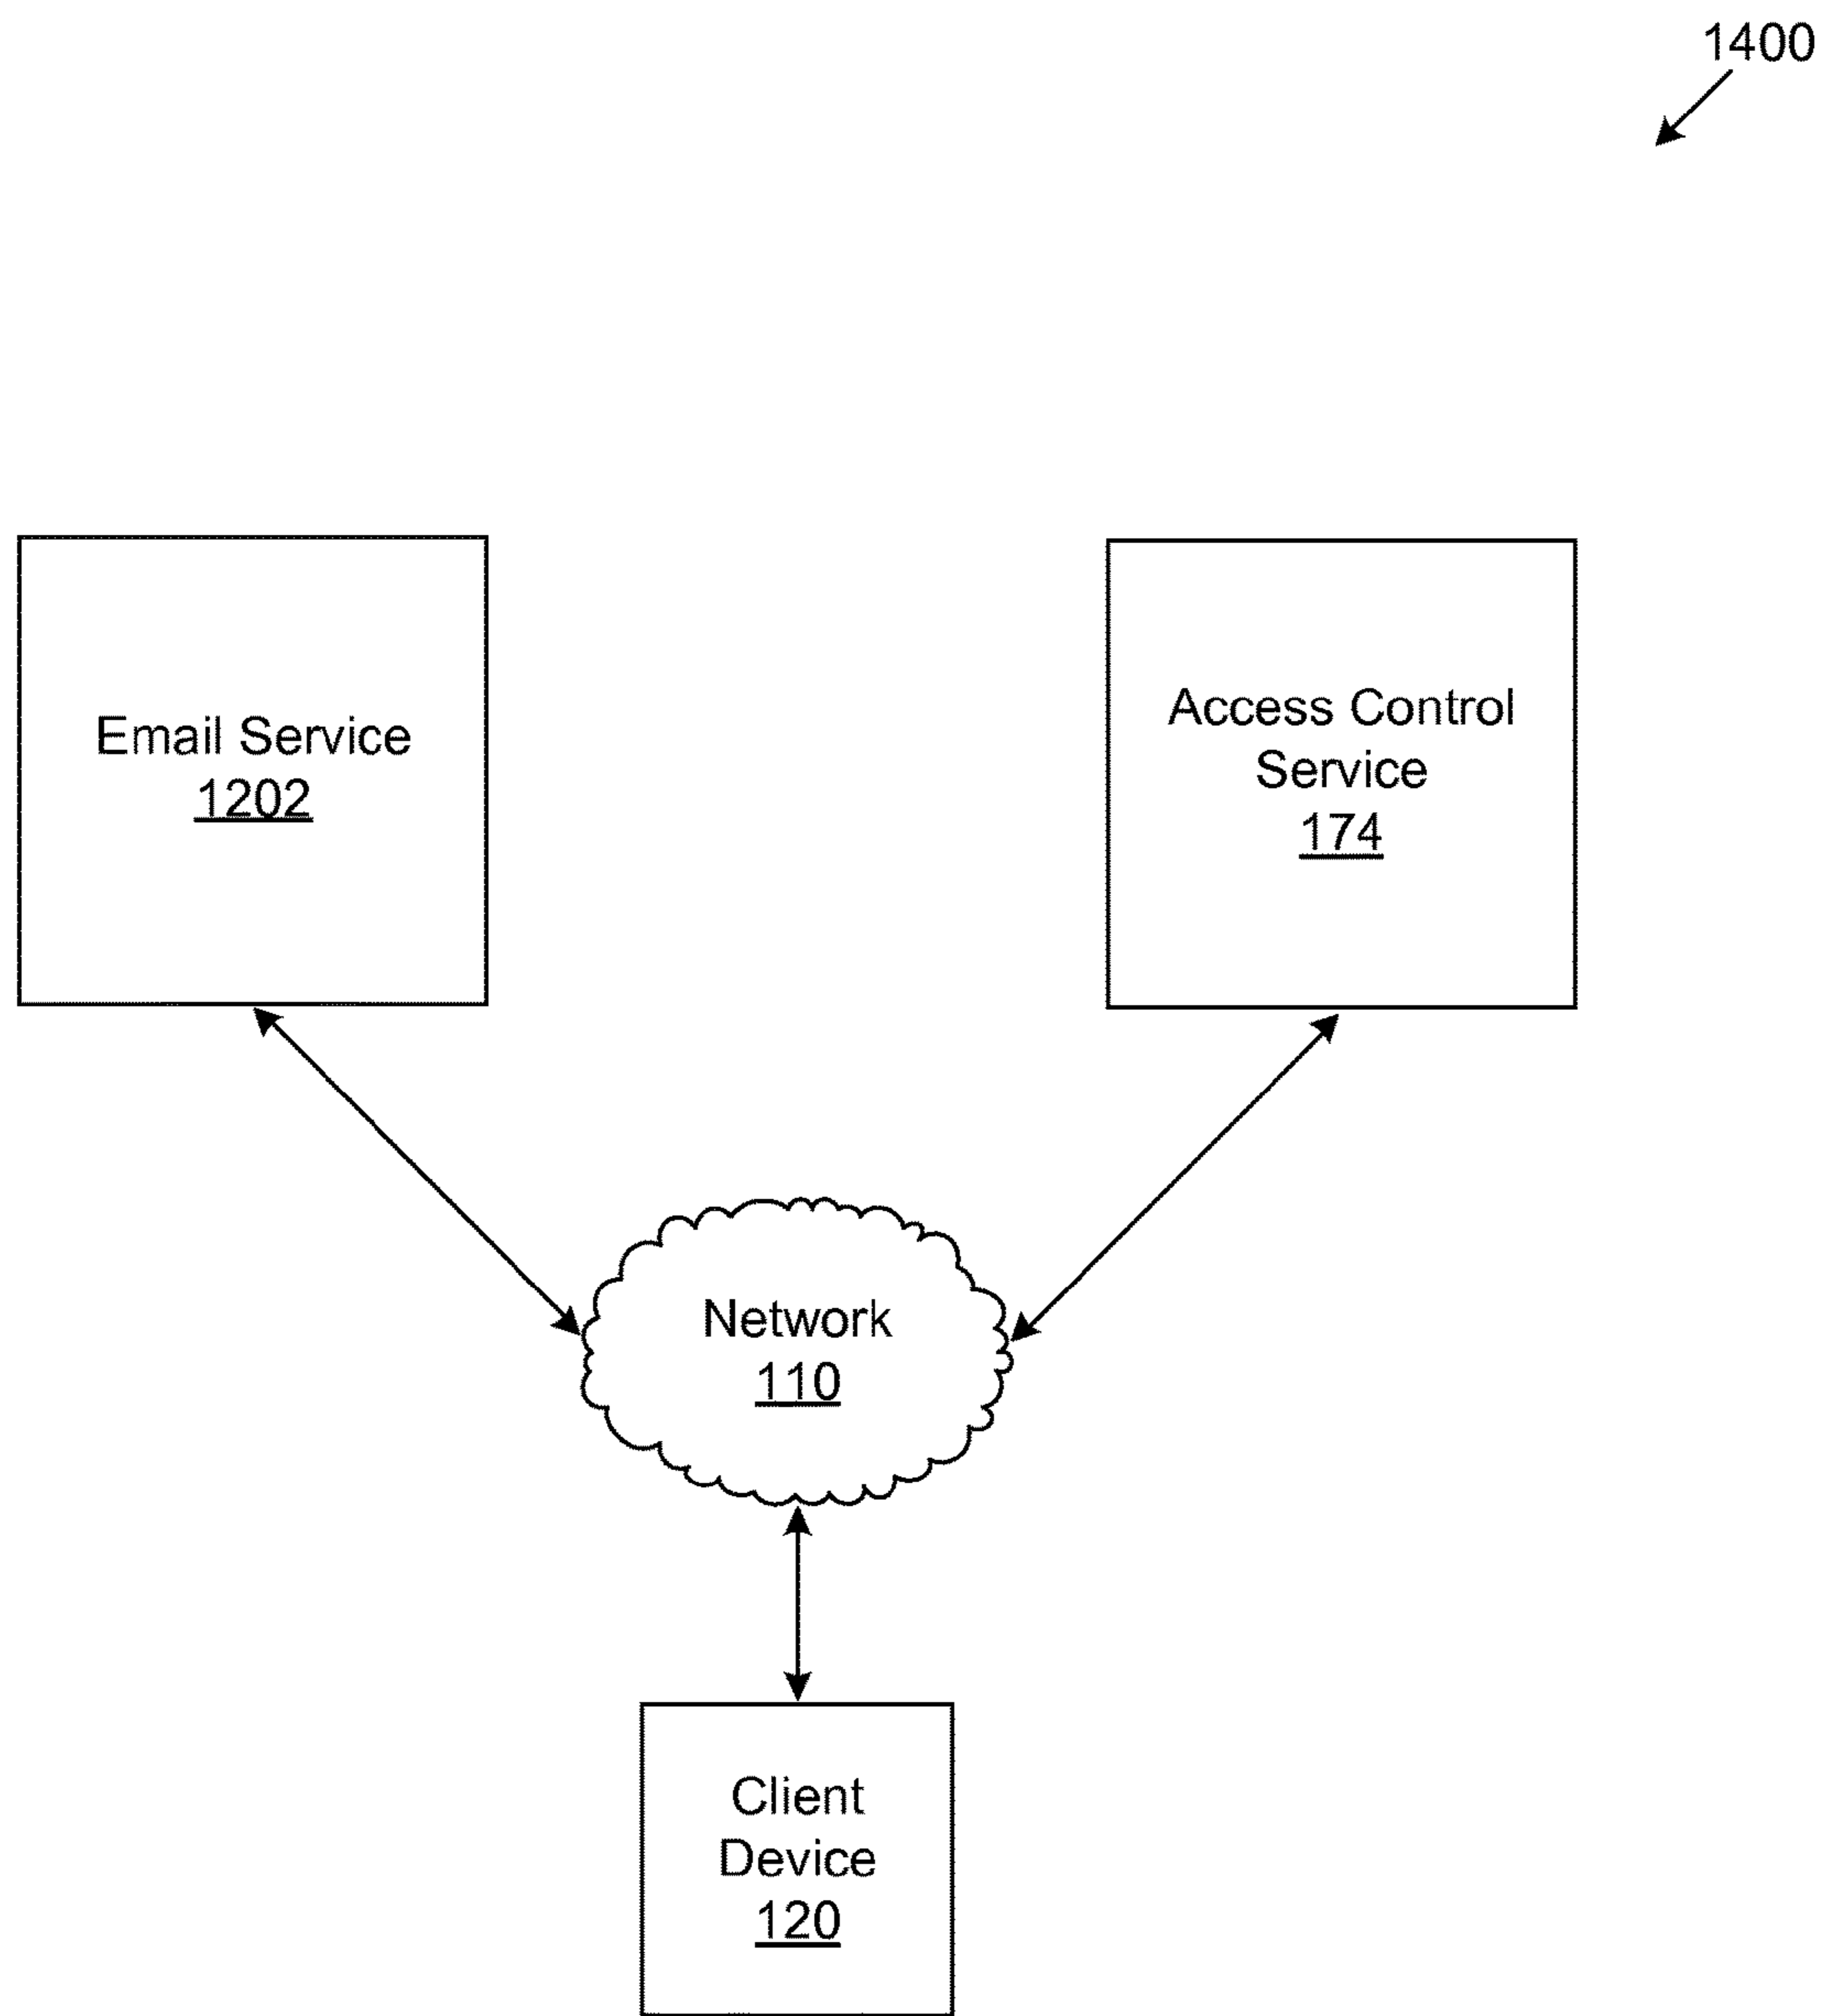 1400
Email Service
1202
Access Control
Service
174
Network
110
Client
Device
120